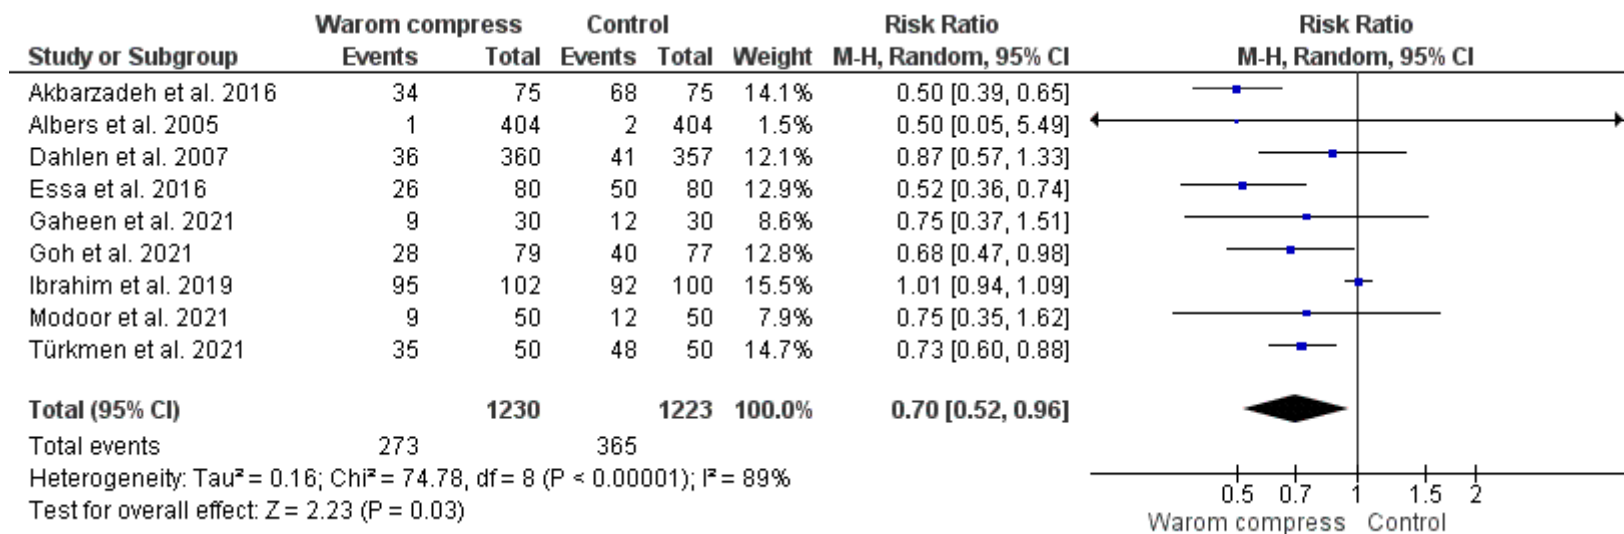 Warom compress Control Risk Ratio Risk Ratio
Study or Subgroup Events Total Events Total Weight M-H, Random, 95% CI M-H, Random, 95% CI
Akbarzadeh et al. 2016 34 75 68 75 14.1% 0.50 [0.39, 0.65]
Albers et al. 2005 1 404 2 404 1.5% 0.50 [0.05, 5.49]
Dahlen et al. 2007 36 360 41 357 12.1% 0.87 [0.57, 1.33]
Essa et al. 2016 26 80 50 80 12.9% 0.52 [0.36, 0.74]
Gaheen et al. 2021 9 30 12 30 8.6% 0.75 [0.37, 1.51]
Goh et al. 2021 28 79 40 77 12.8% 0.68 [0.47, 0.98]
Ibrahim et al. 2019 95 102 92 100 15.5% 1.01 [0.94, 1.09]
Modoor et al. 2021 9 50 12 50 7.9% 0.75 [0.35, 1.62]
Türkmen et al. 2021 35 50 48 50 14.7% 0.73 [0.60, 0.88]
Total (95% CI) 1230 1223 100.0% 0.70 [0.52, 0.96]
Total events 273 365
Heterogeneity: Tau² = 0.16; Chi² = 74.78, df = 8 (P < 0.00001); I² = 89%
Test for overall effect: Z = 2.23 (P = 0.03)
0.5 0.7 1 1.5 2
Warom compress Control